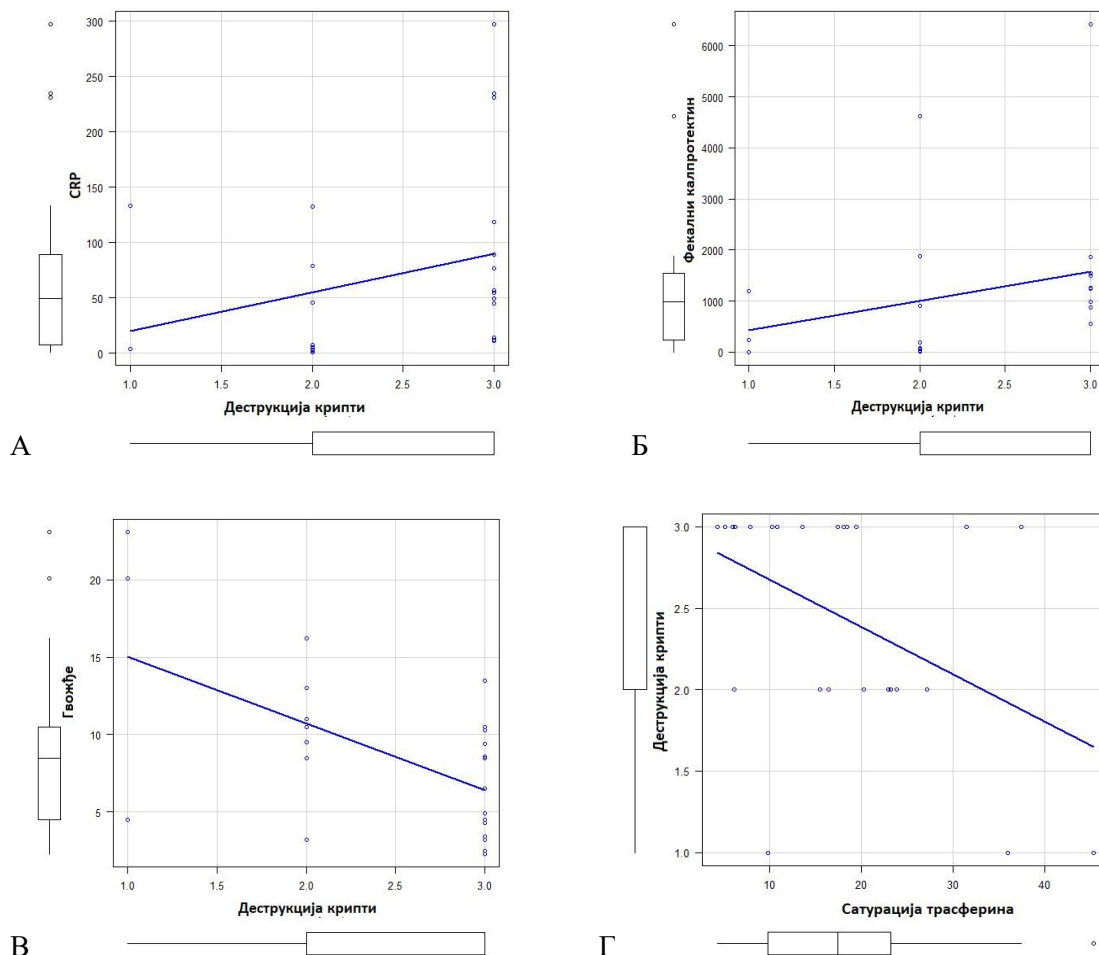 300
250
200
150
100
50
0
CRP
1.0 1.5 2.0 2.5 3.0
Деструкција крипти
А
6000
5000
4000
3000
2000
1000
0
Фекални калпротектин
1.0 1.5 2.0 2.5 3.0
Деструкција крипти
Б
20
15
10
5
Гвожђе
1.0 1.5 2.0 2.5 3.0
Деструкција крипти
В
3.0
2.5
2.0
1.5
1.0
Деструкција крипти
10 20 30 40
Сатурација трасферина
Г